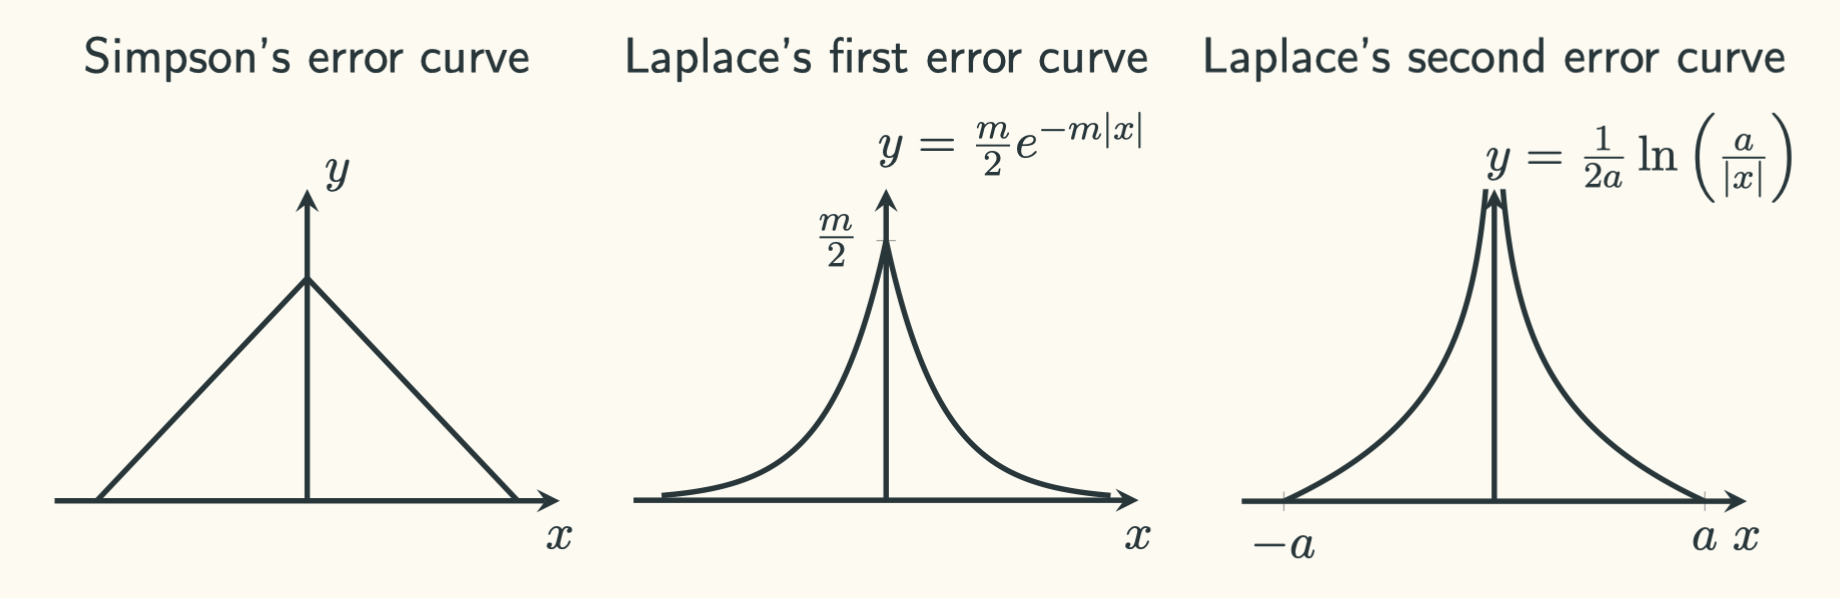 Simpson's error curve
y
x
Laplace's first error curve
y = \frac{m}{2}e^{-m|x|}
\frac{m}{2}
x
Laplace's second error curve
y = \frac{1}{2a} \ln\left(\frac{a}{|x|}\right)
−a
a
x